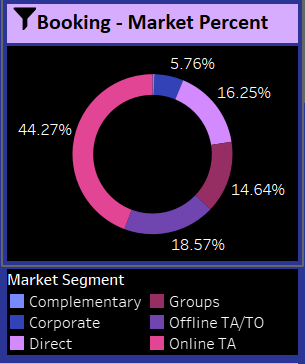 Booking - Market Percent
5.76%
16.25%
44.27%
14.64%
18.57%
Market Segment
Complementary Groups
Corporate Offline TA/TO
Direct Online TA